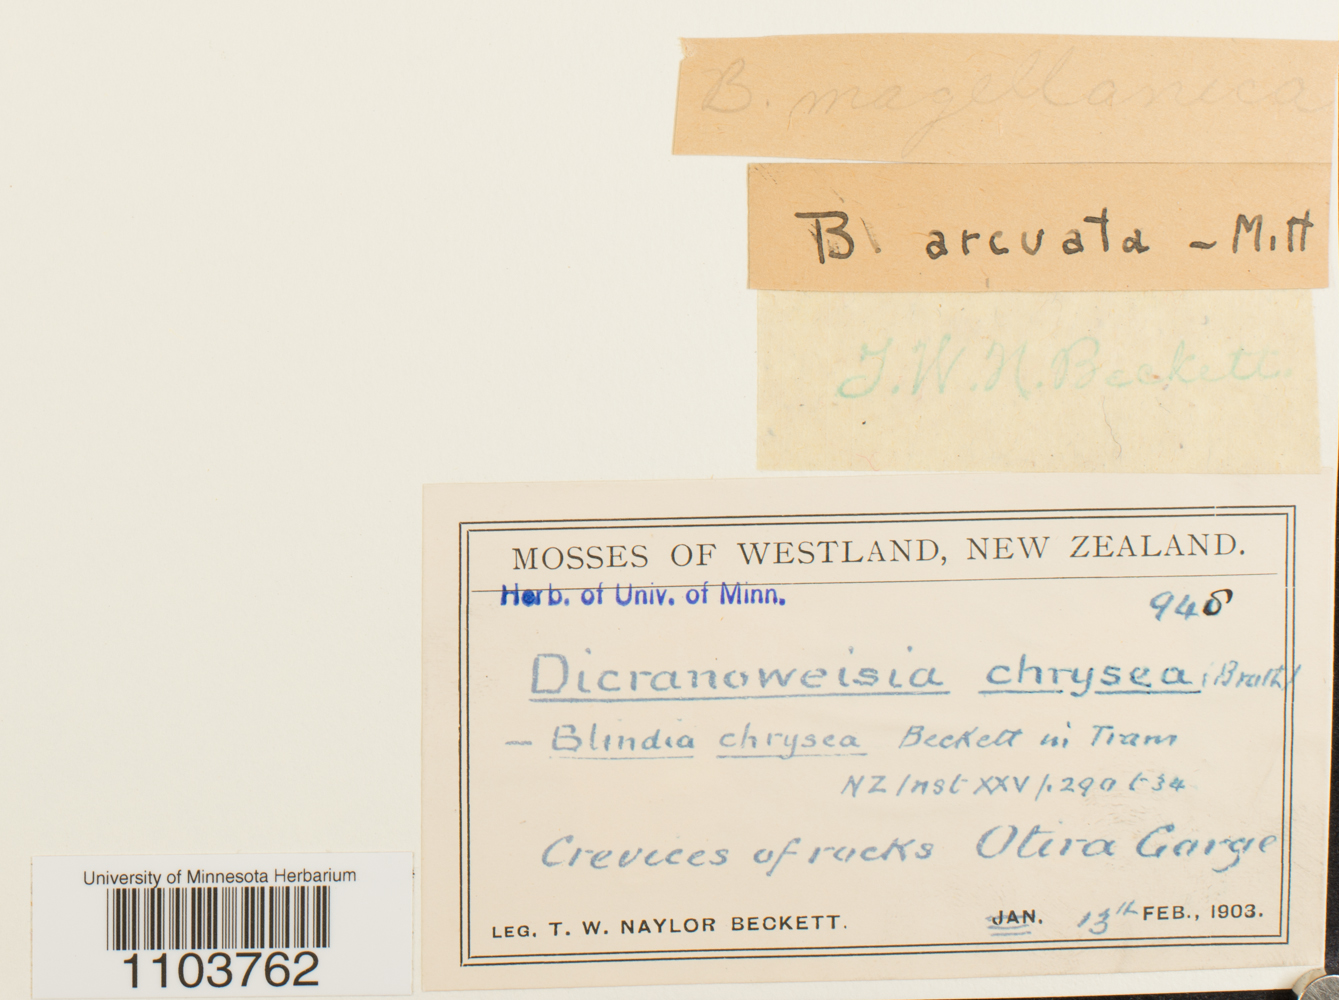 B. magellanica
B. arcuata - Mitt
T.W.N. Beckett.
MOSSES OF WESTLAND, NEW ZEALAND.
Herb. of Univ. of Minn.
948
Dicranoweisia chrysea (Broth)
— Blindia chrysea Beckett in Trans
NZ Inst XXV p. 290 t 34
Crevices of rocks Otira Gorge
LEG. T. W. NAYLOR BECKETT. JAN. 13th FEB., 1903.
University of Minnesota Herbarium
1103762